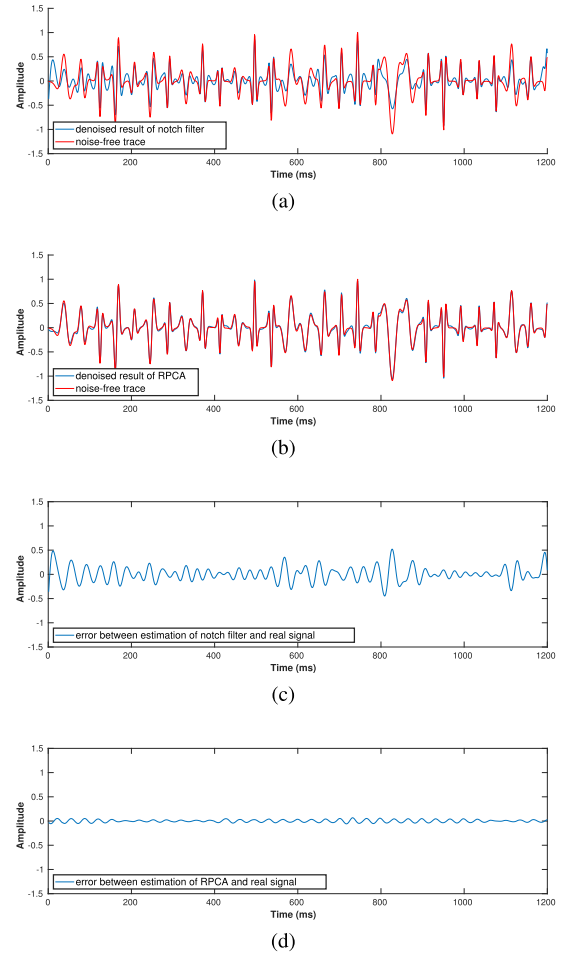 1.5
1
0.5
0
-0.5
-1
-1.5
Amplitude
denoised result of notch filter
noise-free trace
0 200 400 600 800 1000 1200
Time (ms)
(a)
1.5
1
0.5
0
-0.5
-1
-1.5
Amplitude
denoised result of RPCA
noise-free trace
0 200 400 600 800 1000 1200
Time (ms)
(b)
1.5
1
0.5
0
-0.5
-1
-1.5
Amplitude
error between estimation of notch filter and real signal
0 200 400 600 800 1000 1200
Time (ms)
(c)
1.5
1
0.5
0
-0.5
-1
-1.5
Amplitude
error between estimation of RPCA and real signal
0 200 400 600 800 1000 1200
Time (ms)
(d)